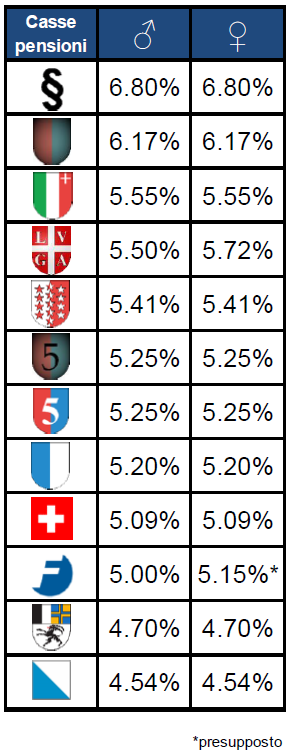 Casse pensioni ♂ ♀
§ 6.80% 6.80%
6.17% 6.17%
5.55% 5.55%
L V G A 5.50% 5.72%
5.41% 5.41%
5 5.25% 5.25%
5 5.25% 5.25%
5.20% 5.20%
5.09% 5.09%
F 5.00% 5.15%*
4.70% 4.70%
4.54% 4.54%
*presupposto